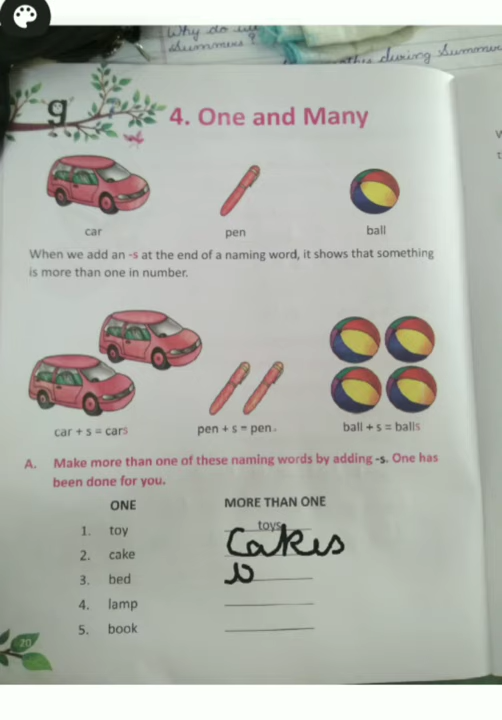 Why do we
Summers?
during Summer
g
4. One and Many
car pen ball
When we add an -s at the end of a naming word, it shows that something
is more than one in number.
car + s = cars pen + s = pen ball + s = balls
A. Make more than one of these naming words by adding -s. One has
been done for you.
ONE MORE THAN ONE
1. toy toys
2. cake Cakes
3. bed
4. lamp
5. book
20